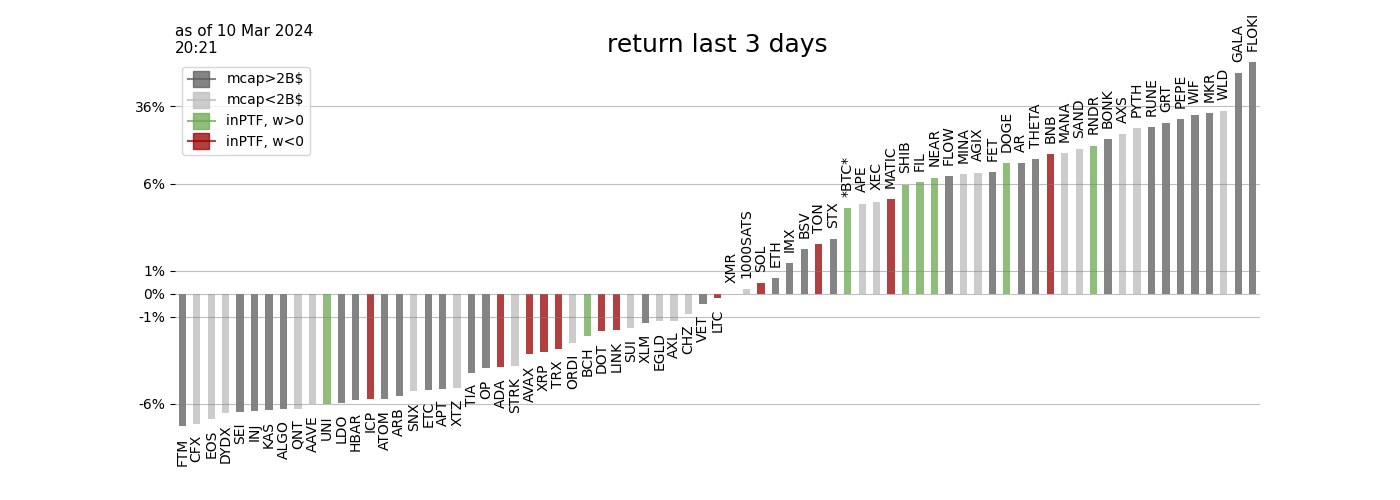 as of 10 Mar 2024
20:21
return last 3 days
mcap>2B$
mcap<2B$
inPTF, w>0
inPTF, w<0
36%
6%
1%
0%
-1%
-6%
FTM
CFX
EOS
DYDX
SEI
INJ
KAS
ALGO
QNT
AAVE
UNI
LDO
HBAR
ICP
ATOM
ARB
SNX
ETC
APT
XTZ
TIA
OP
ADA
STRK
AVAX
XRP
TRX
ORDI
BCH
DOT
LINK
SUI
XLM
EGLD
AXL
CHZ
VET
LTC
XMR
1000SATS
SOL
ETH
IMX
BSV
TON
STX
*BTC*
APE
XEC
MATIC
SHIB
FIL
NEAR
FLOW
MINA
AGIX
FET
DOGE
AR
THETA
BNB
MANA
SAND
RNDR
BONK
AXS
PYTH
RUNE
GRT
PEPE
WIF
MKR
WLD
GALA
FLOKI